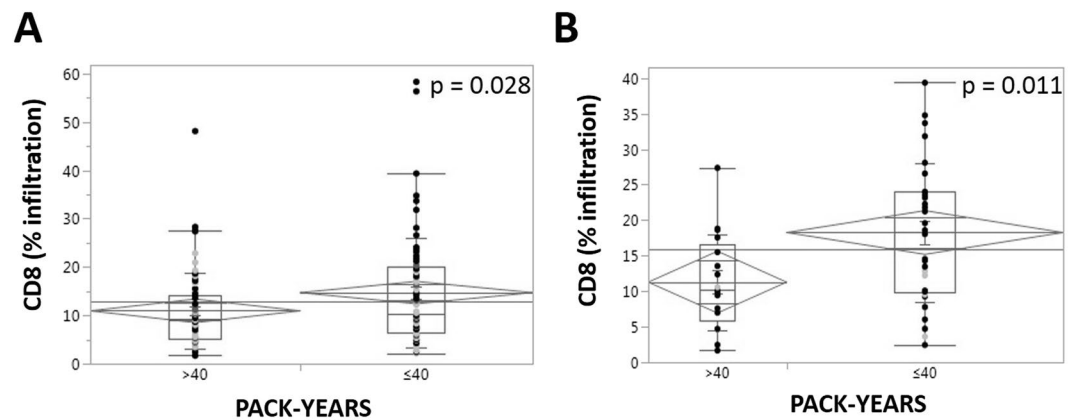 A
CD8 (% infiltration)
60
50
40
30
20
10
0
p = 0.028
>40
≤40
PACK-YEARS
B
CD8 (% infiltration)
40
35
30
25
20
15
10
5
0
p = 0.011
>40
≤40
PACK-YEARS